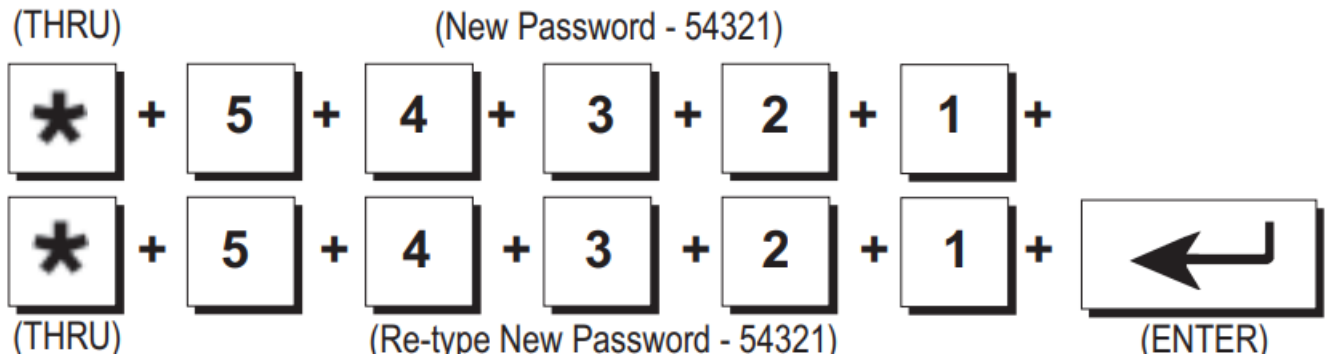 (THRU) (New Password - 54321)
* + 5 + 4 + 3 + 2 + 1 +
* + 5 + 4 + 3 + 2 + 1 +
(THRU) (Re-type New Password - 54321) (ENTER)